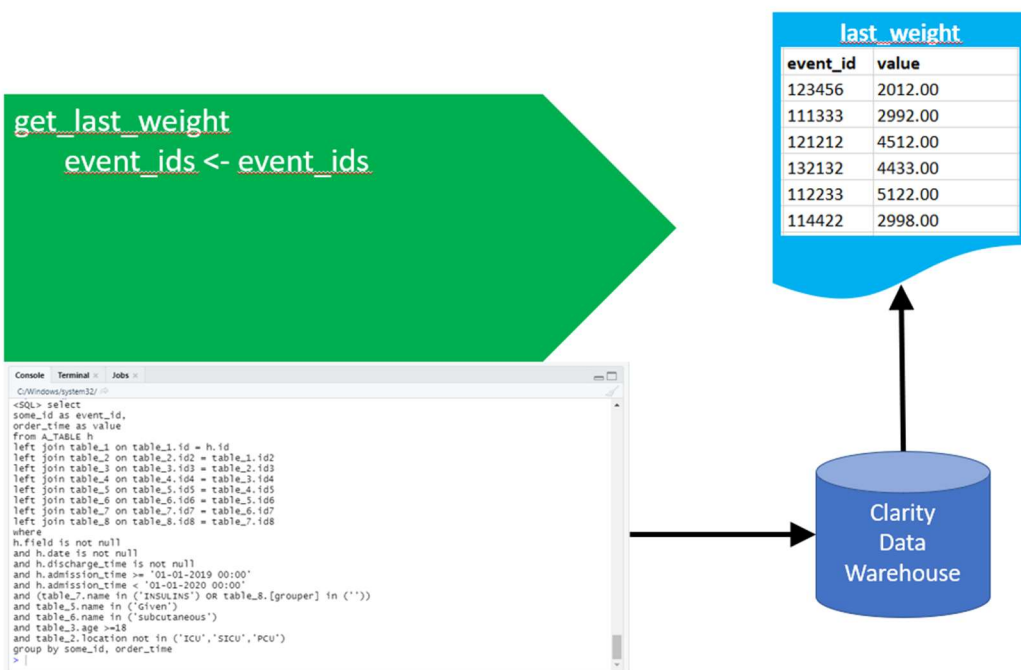 last_weight
event_id value
123456 2012.00
111333 2992.00
121212 4512.00
132132 4433.00
112233 5122.00
114422 2998.00
get_last_weight
event_ids <- event_ids
Console Terminal × Jobs ×
C:/Windows/system32/
<SQL> select
some_id as event_id,
order_time as value
from A_TABLE h
left join table_1 on table_1.id = h.id
left join table_2 on table_2.id2 = table_1.id2
left join table_3 on table_3.id3 = table_2.id3
left join table_4 on table_4.id4 = table_3.id4
left join table_5 on table_5.id5 = table_4.id5
left join table_6 on table_6.id6 = table_5.id6
left join table_7 on table_7.id7 = table_6.id7
left join table_8 on table_8.id8 = table_7.id8
where
h.field is not null
and h.date is not null
and h.discharge_time is not null
and h.admission_time >= '01-01-2019 00:00'
and h.admission_time < '01-01-2020 00:00'
and (table_7.name in ('INSULINS') OR table_8.[grouper] in (''))
and table_5.name in ('Given')
and table_6.name in ('subcutaneous')
and table_3.age >=18
and table_2.location not in ('ICU','SICU','PCU')
group by some_id, order_time
>
Clarity
Data
Warehouse